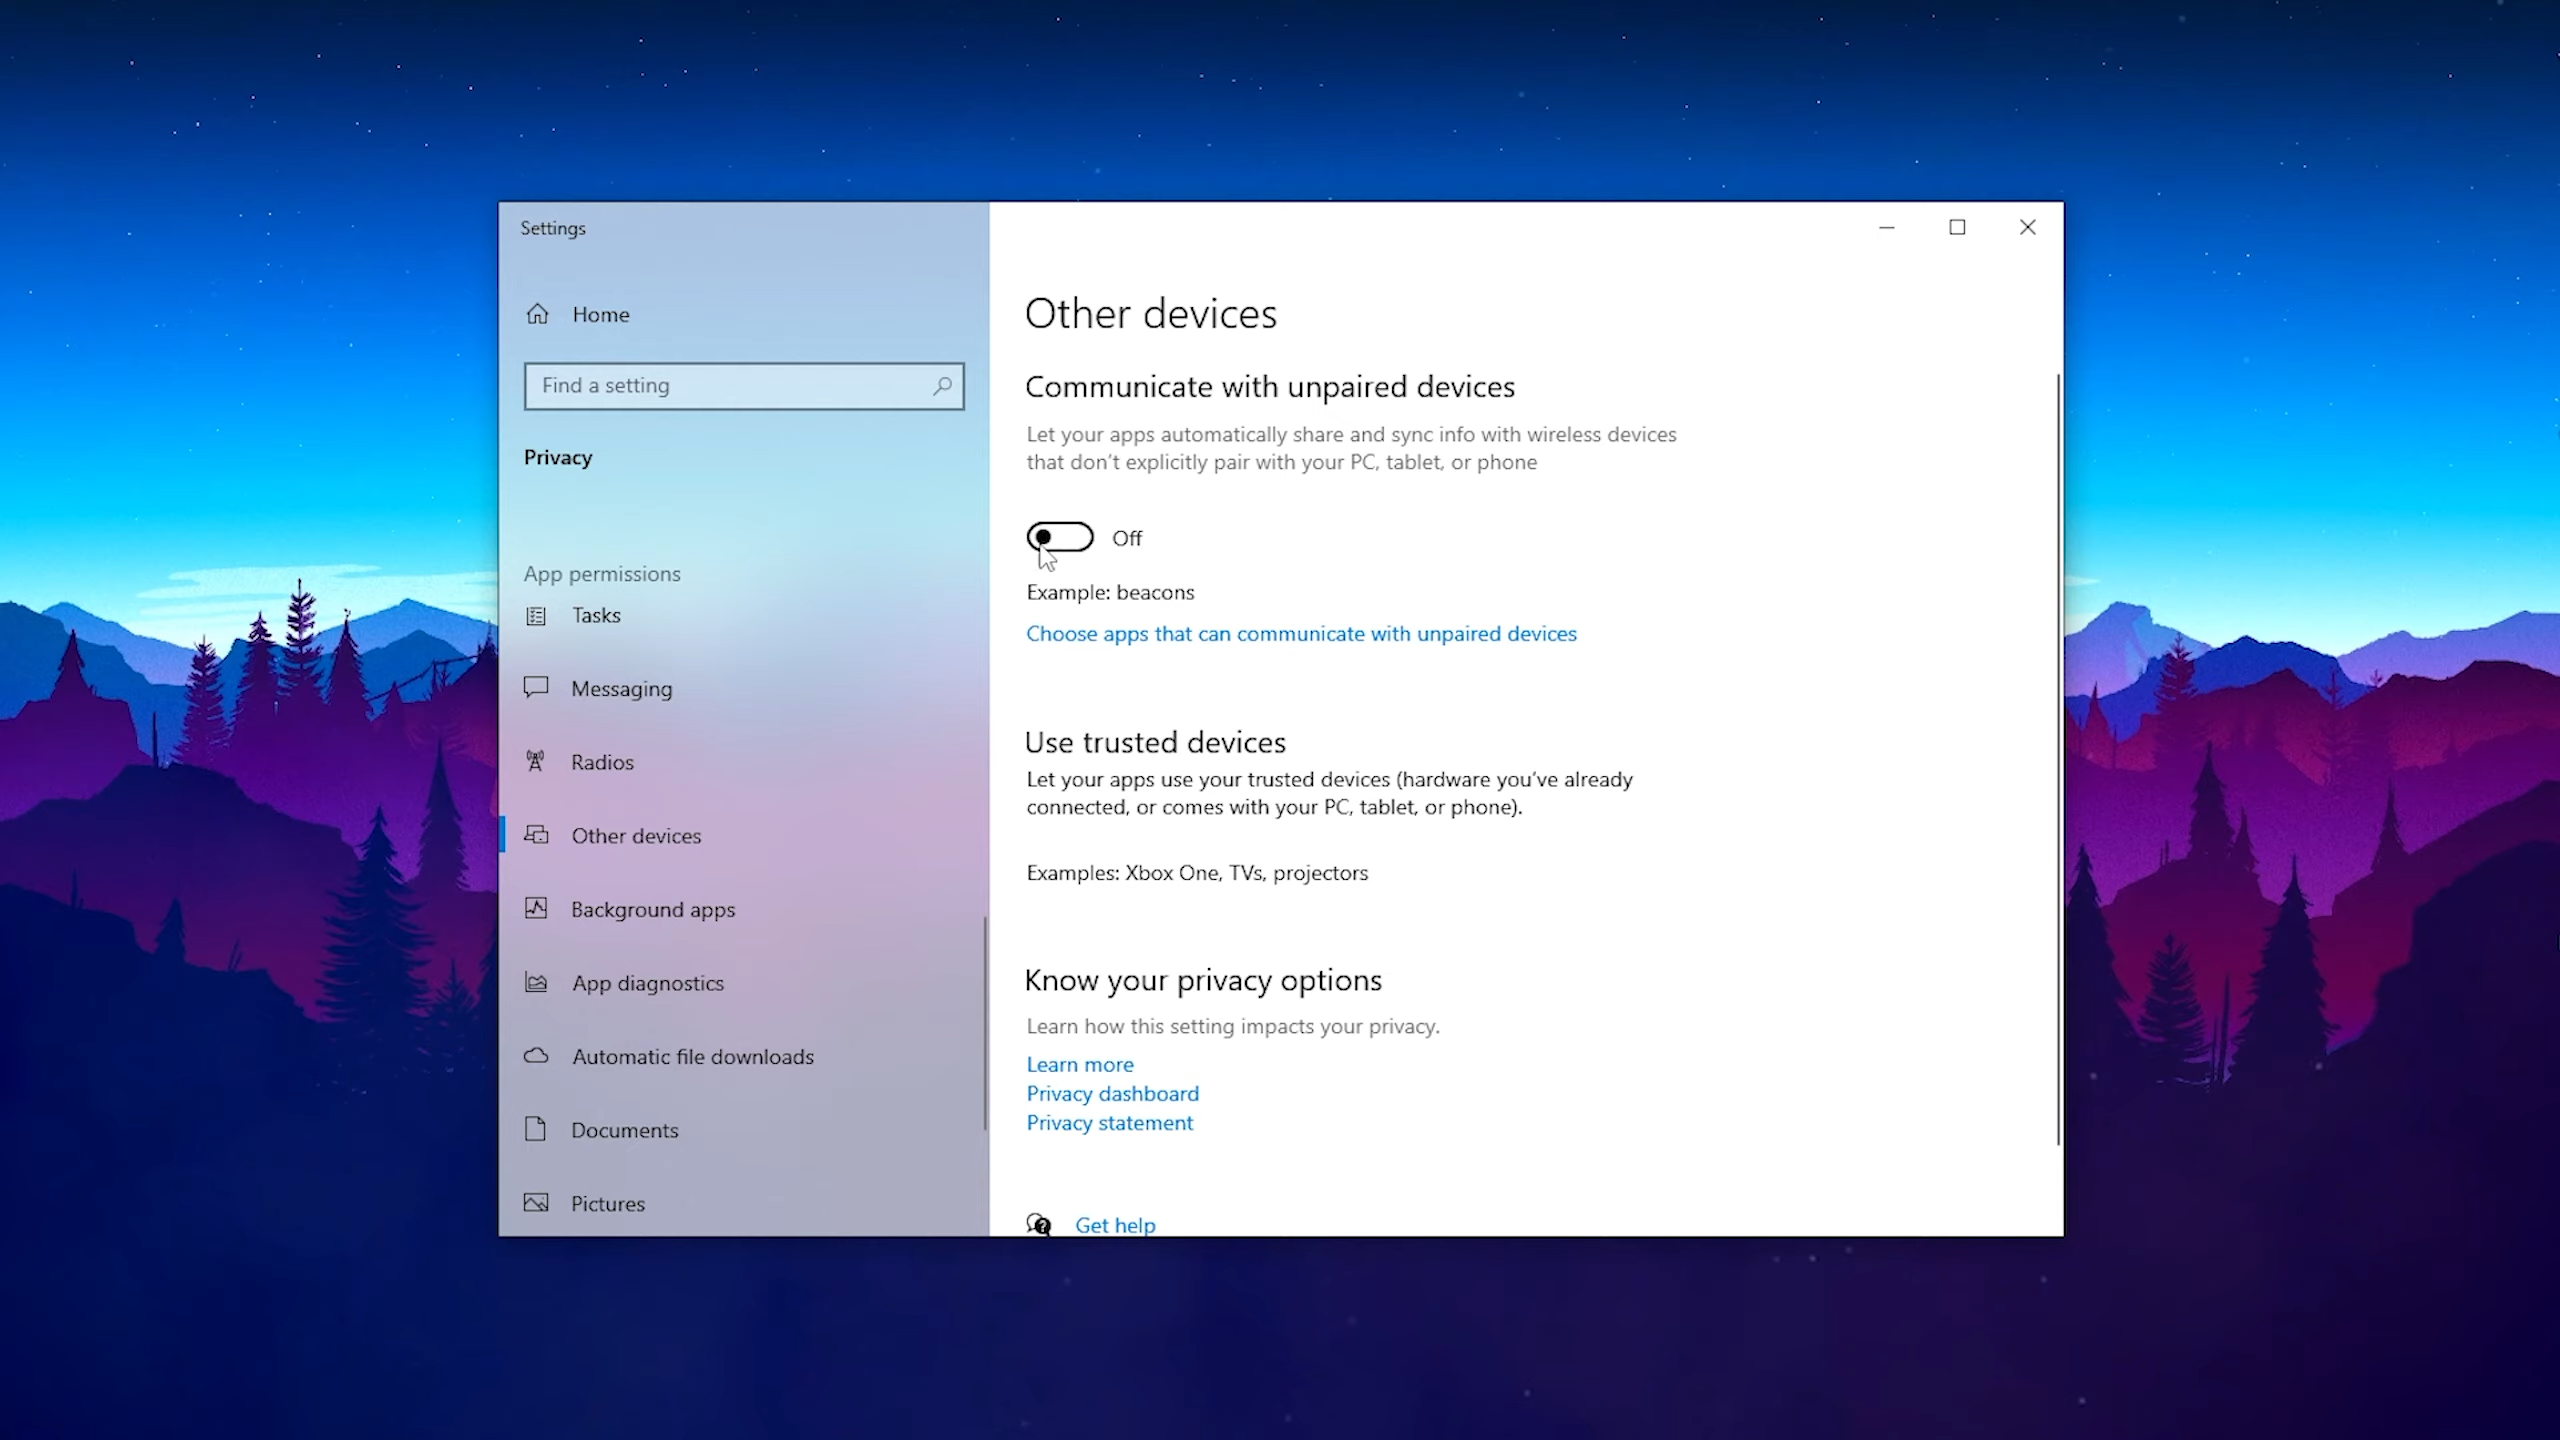 Settings
Home
Find a setting
Privacy
App permissions
Tasks
Messaging
Radios
Other devices
Background apps
App diagnostics
Automatic file downloads
Documents
Pictures
Other devices
Communicate with unpaired devices
Let your apps automatically share and sync info with wireless devices
that don't explicitly pair with your PC, tablet, or phone
Off
Example: beacons
Choose apps that can communicate with unpaired devices
Use trusted devices
Let your apps use your trusted devices (hardware you've already
connected, or comes with your PC, tablet, or phone).
Examples: Xbox One, TVs, projectors
Know your privacy options
Learn how this setting impacts your privacy.
Learn more
Privacy dashboard
Privacy statement
Get help